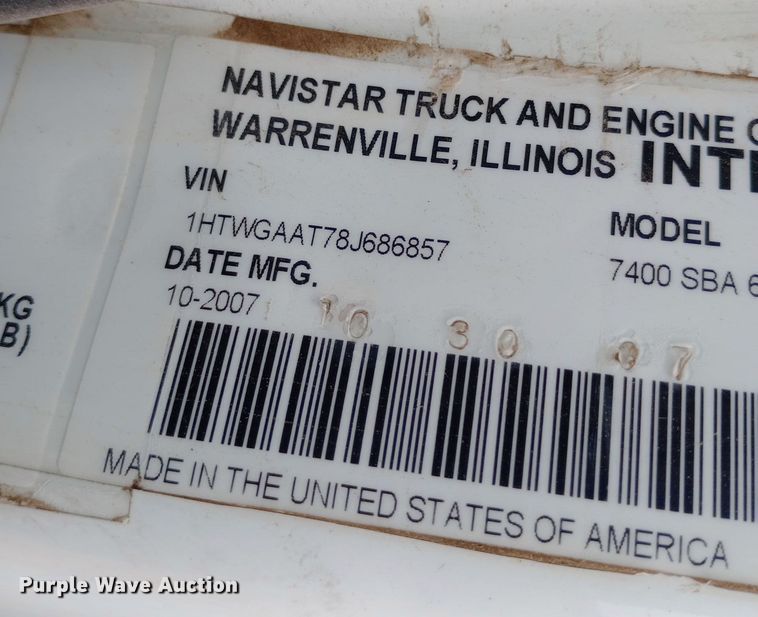 NAVISTAR TRUCK AND ENGINE
WARRENVILLE, ILLINOIS
VIN
1HTWGAAT78J686857
MODEL
7400 SBA 6
DATE MFG.
10-2007
10 30 07
KG
B)
MADE IN THE UNITED STATES OF AMERICA
Purple Wave Auction